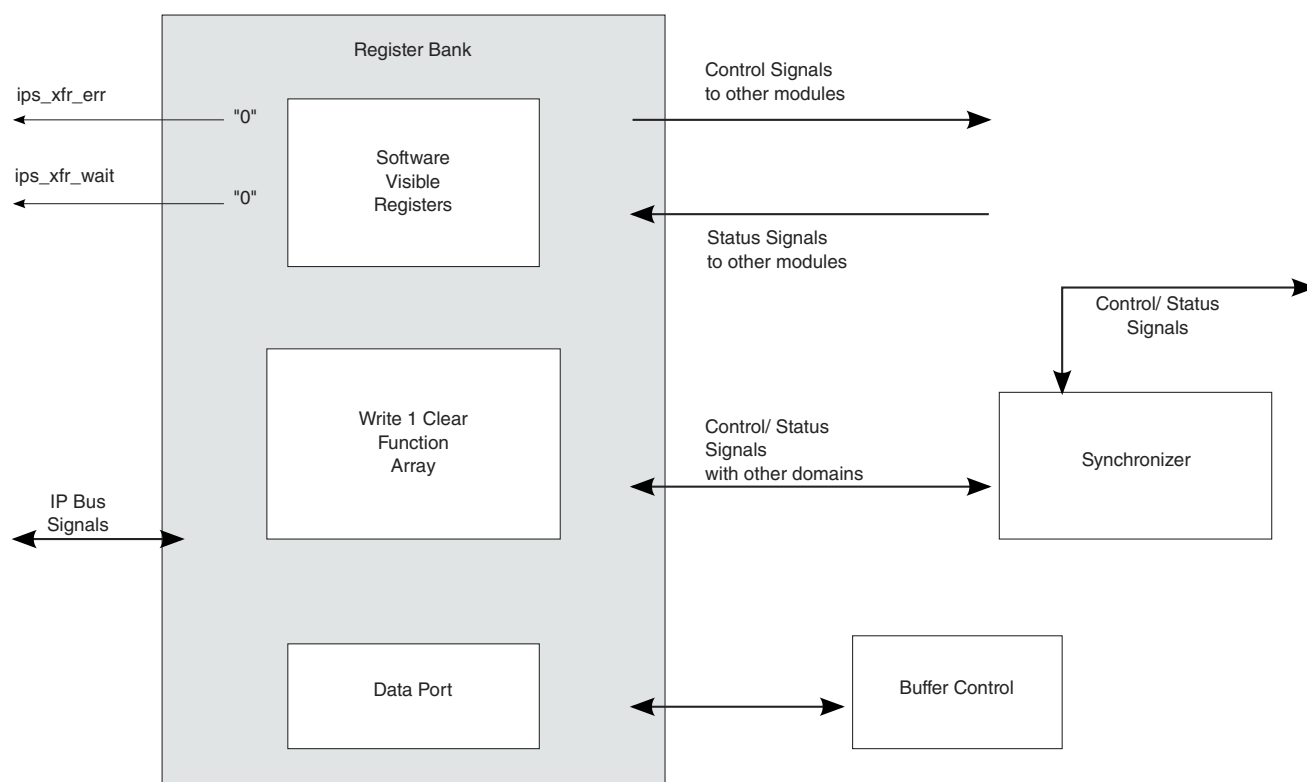 Register Bank
ips_xfr_err
"0"
ips_xfr_wait
"0"
Software
Visible
Registers
Control Signals
to other modules
Status Signals
to other modules
Control/ Status
Signals
Write 1 Clear
Function
Array
Control/ Status
Signals
with other domains
Synchronizer
IP Bus
Signals
Data Port
Buffer Control